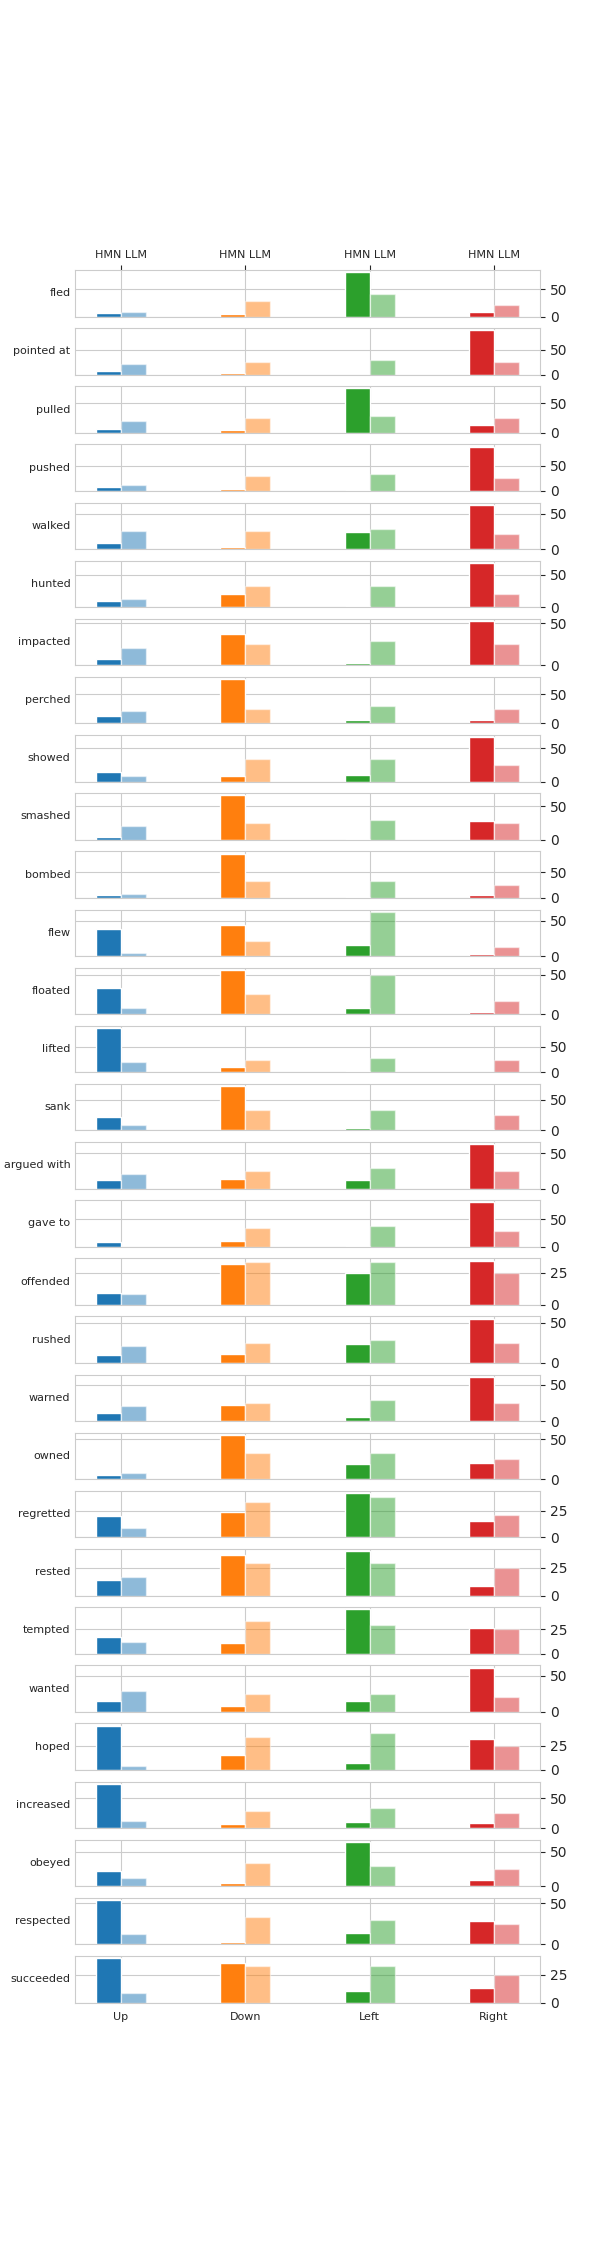 HMN LLM HMN LLM HMN LLM HMN LLM
fled 50 0
pointed at 50 0
pulled 50 0
pushed 50 0
walked 50 0
hunted 50 0
impacted 50 0
perched 50 0
showed 50 0
smashed 50 0
bombed 50 0
flew 50 0
floated 50 0
lifted 50 0
sank 50 0
argued with 50 0
gave to 50 0
offended 25 0
rushed 50 0
warned 50 0
owned 50 0
regretted 25 0
rested 25 0
tempted 25 0
wanted 50 0
hoped 25 0
increased 50 0
obeyed 50 0
respected 50 0
succeeded 25 0
Up Down Left Right